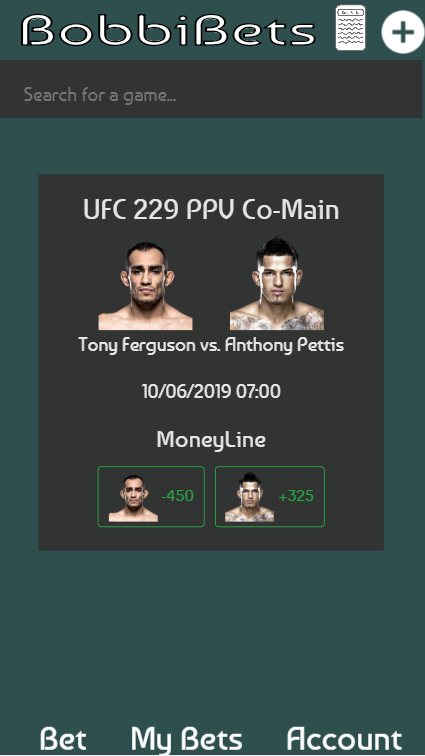 BobbiBets
Search for a game...
UFC 229 PPV Co-Main
Tony Ferguson vs. Anthony Pettis
10/06/2019 07:00
MoneyLine
-450 +325
Bet My Bets Account